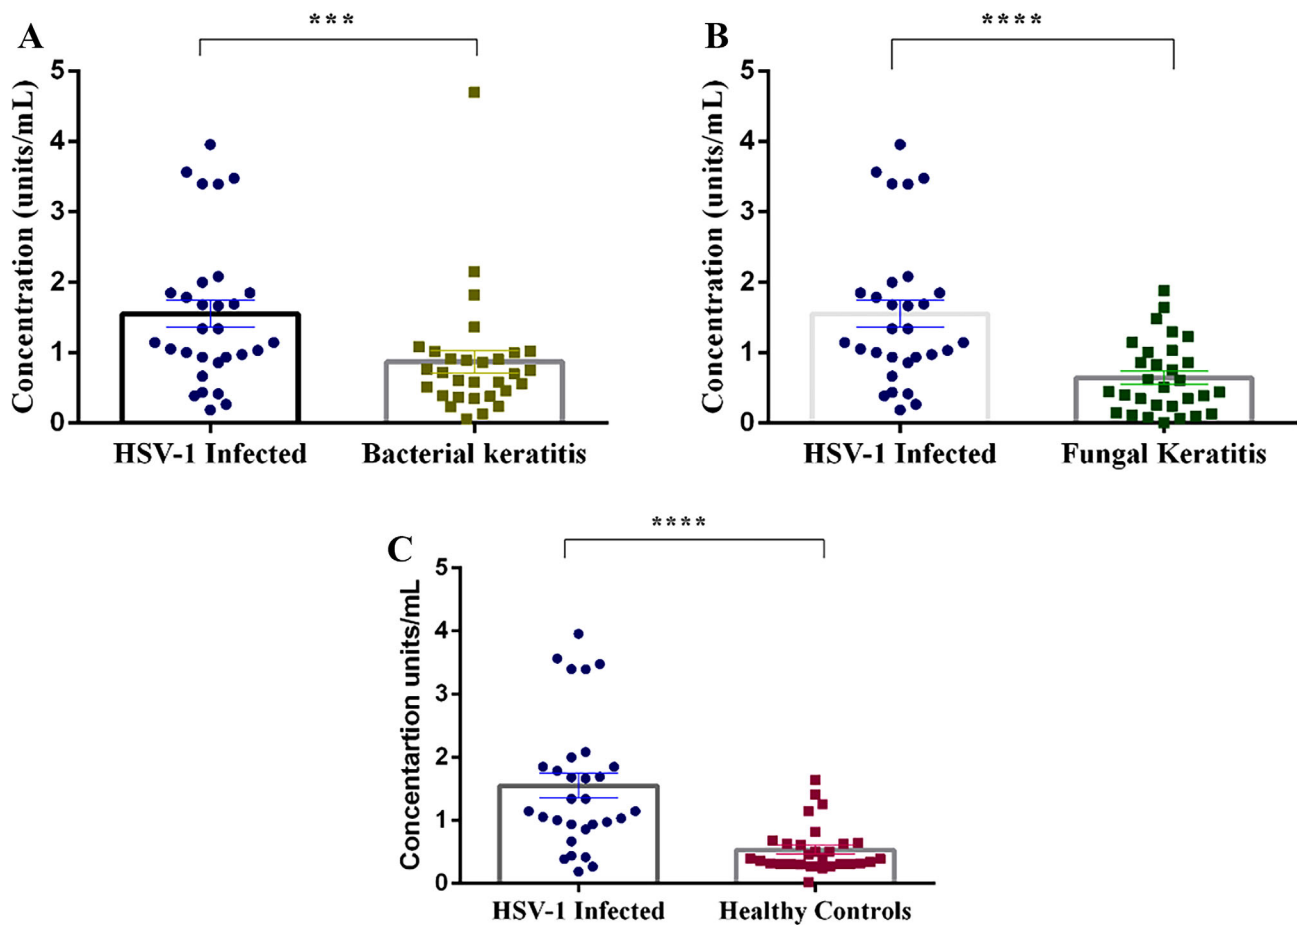 A
***
Concentration (units/mL)
5
4
3
2
1
0
HSV-1 Infected
Bacterial keratitis
B
****
Concentration (units/mL)
5
4
3
2
1
0
HSV-1 Infected
Fungal Keratitis
C
****
Concentartion units/mL
5
4
3
2
1
0
HSV-1 Infected
Healthy Controls